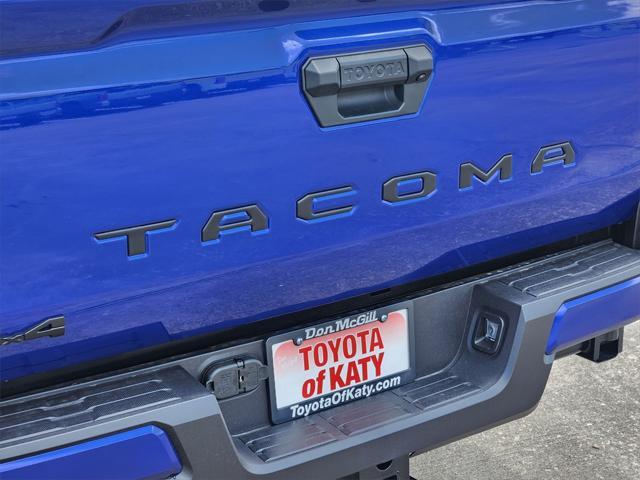 TOYOTA
TACOMA
x4
Don McGill
TOYOTA
of KATY
ToyotaOfKaty.com